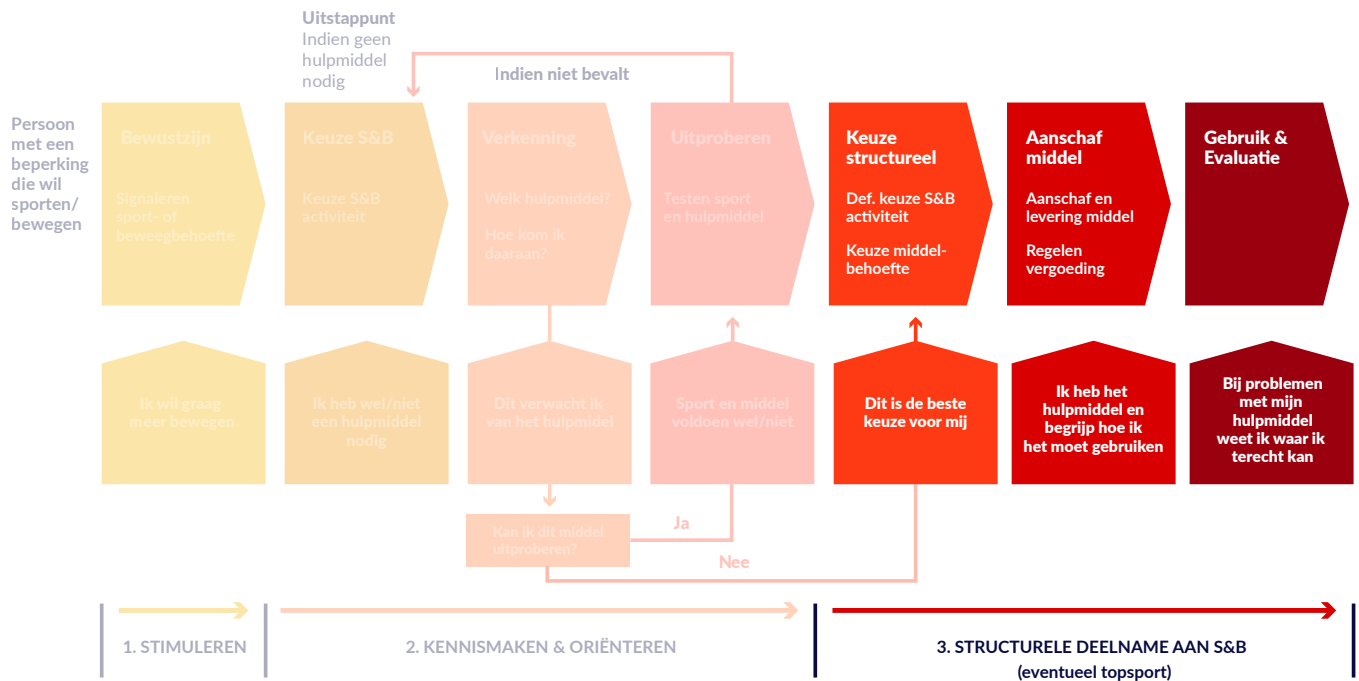 Uitstappunt
Indien geen
hulpmiddel
nodig
Indien niet bevalt
Persoon
met een
beperking
die wil
sporten/
bewegen
Bewustzijn
Signaleren
sport- of
beweegbehoefte
Keuze S&B
Keuze S&B
activiteit
Verkenning
Welk hulpmiddel?
Hoe kom ik
daaraan?
Uitproberen
Testen sport
en hulpmiddel
Keuze
structureel
Def. keuze S&B
activiteit
Keuze middel-
behoefte
Aanschaf
middel
Aanschaf en
levering middel
Regelen
vergoeding
Gebruik &
Evaluatie
Ik wil graag
meer bewegen
Ik heb wel/niet
een hulpmiddel
nodig
Dit verwacht ik
van het hulpmidel
Sport en middel
voldoen wel/niet
Dit is de beste
keuze voor mij
Ik heb het
hulpmiddel en
begrijp hoe ik
het moet gebruiken
Bij problemen
met mijn
hulpmiddel
weet ik waar ik
terecht kan
Kan ik dit middel
uitproberen?
Ja
Nee
1. STIMULEREN
2. KENNISMAKEN & ORIËNTEREN
3. STRUCTURELE DEELNAME AAN S&B
(eventueel topsport)